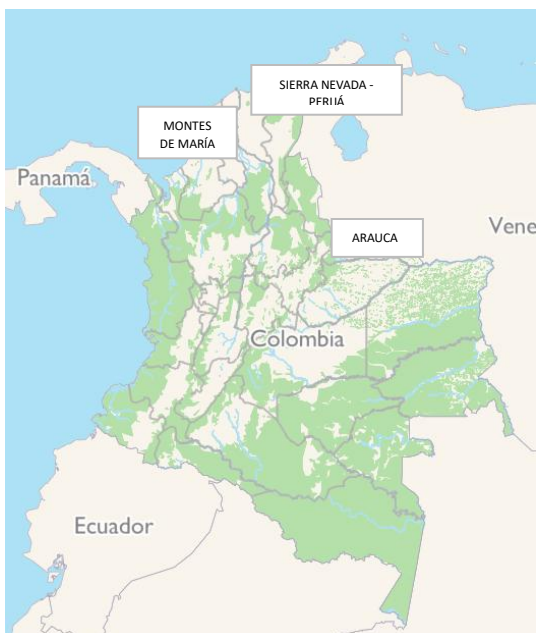 SIERRA NEVADA -
PERIJÁ
MONTES
DE MARÍA
Panamá
ARAUCA
Vene
Colombia
Ecuador